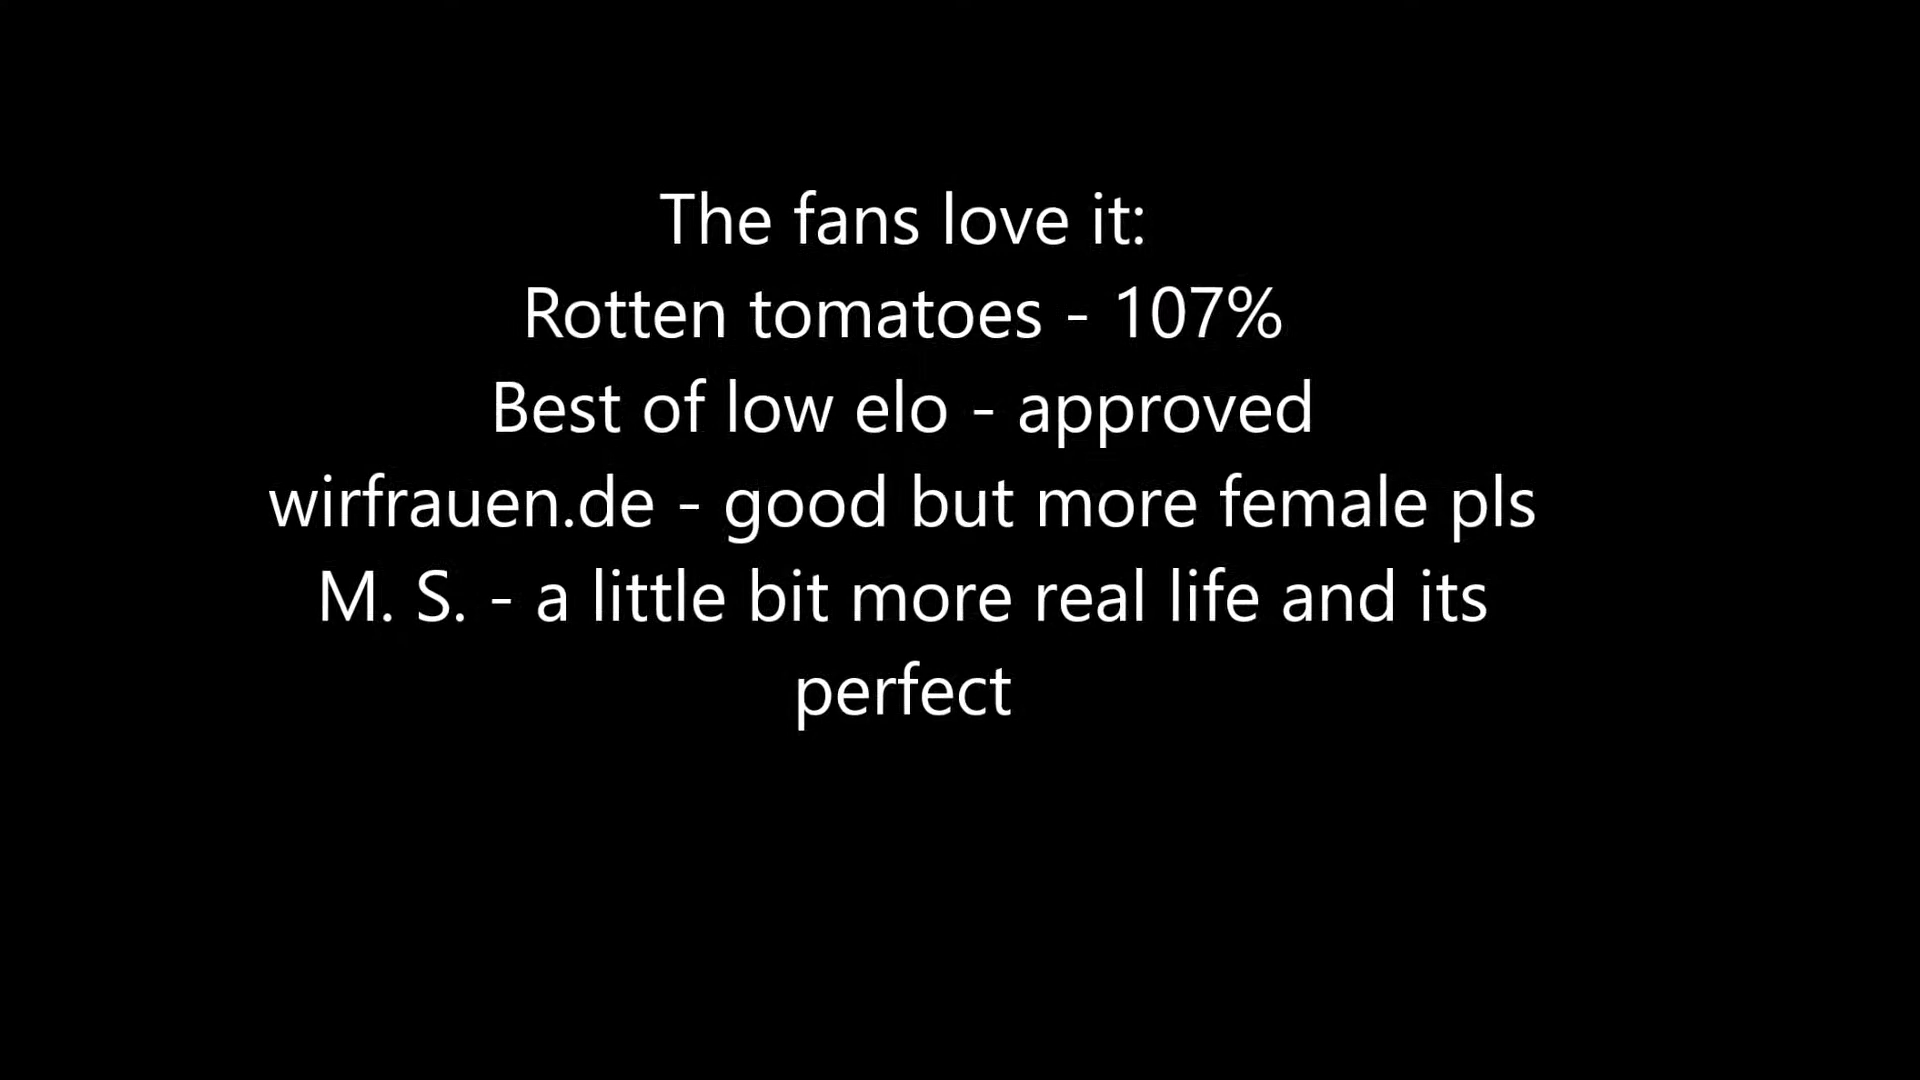 The fans love it:
Rotten tomatoes - 107%
Best of low elo - approved
wirfrauen.de - good but more female pls
M. S. - a little bit more real life and its
perfect